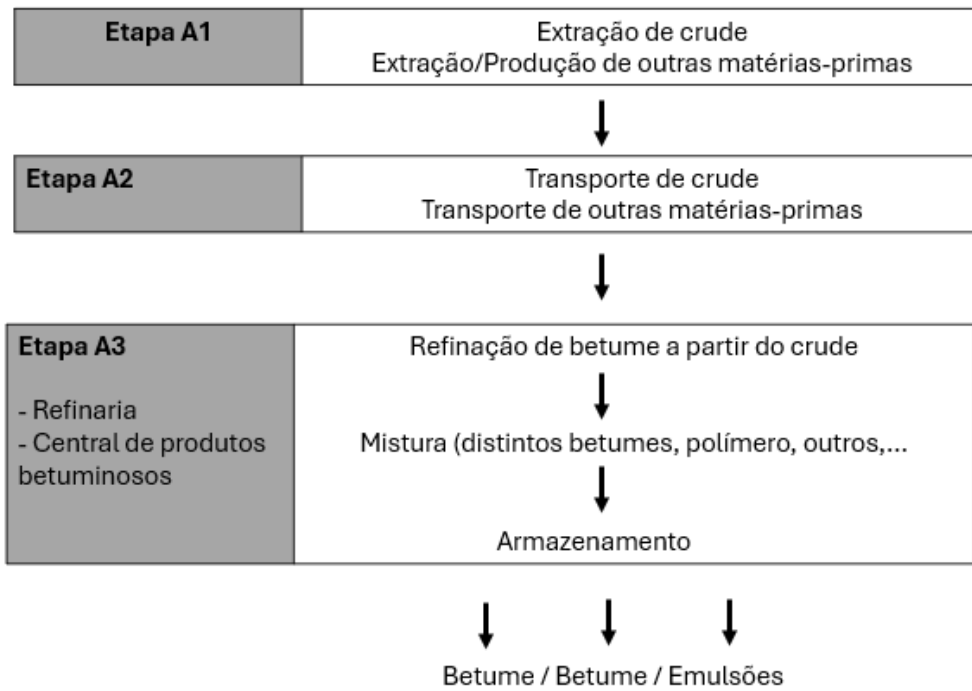 Etapa A1
Extração de crude
Extração/Produção de outras matérias-primas
Etapa A2
Transporte de crude
Transporte de outras matérias-primas
Etapa A3
- Refinaria
- Central de produtos
betuminosos
Refinação de betume a partir do crude
Mistura (distintos betumes, polímero, outros,...
Armazenamento
Betume / Betume / Emulsões